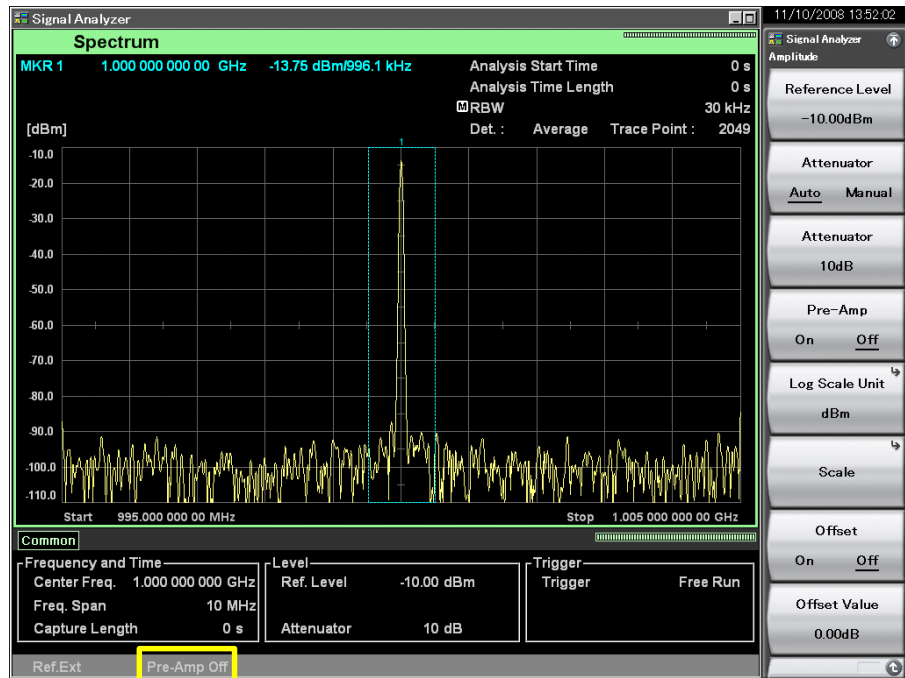 Signal Analyzer
11/10/2008 13:52:02
Spectrum
MKR 1 1.000 000 000 00 GHz -13.75 dBm/996.1 kHz
Analysis Start Time 0 s
Analysis Time Length 0 s
M RBW 30 kHz
[dBm] Det. : Average Trace Point : 2049
1
-10.0
-20.0
-30.0
-40.0
-50.0
-60.0
-70.0
-80.0
-90.0
-100.0
-110.0
Start 995.000 000 00 MHz Stop 1.005 000 000 00 GHz
Common
Frequency and Time
Center Freq. 1.000 000 000 GHz
Freq. Span 10 MHz
Capture Length 0 s
Level
Ref. Level -10.00 dBm
Attenuator 10 dB
Trigger
Trigger Free Run
Ref.Ext Pre-Amp Off
Signal Analyzer
Amplitude
Reference Level
-10.00dBm
Attenuator
Auto Manual
Attenuator
10dB
Pre-Amp
On Off
Log Scale Unit
dBm
Scale
Offset
On Off
Offset Value
0.00dB